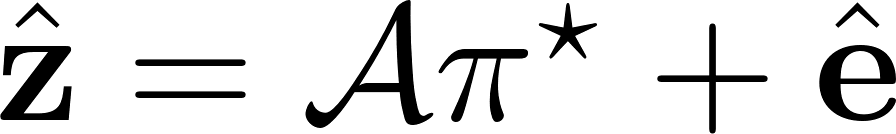 ẑ = 𝒜π⋆ + ê